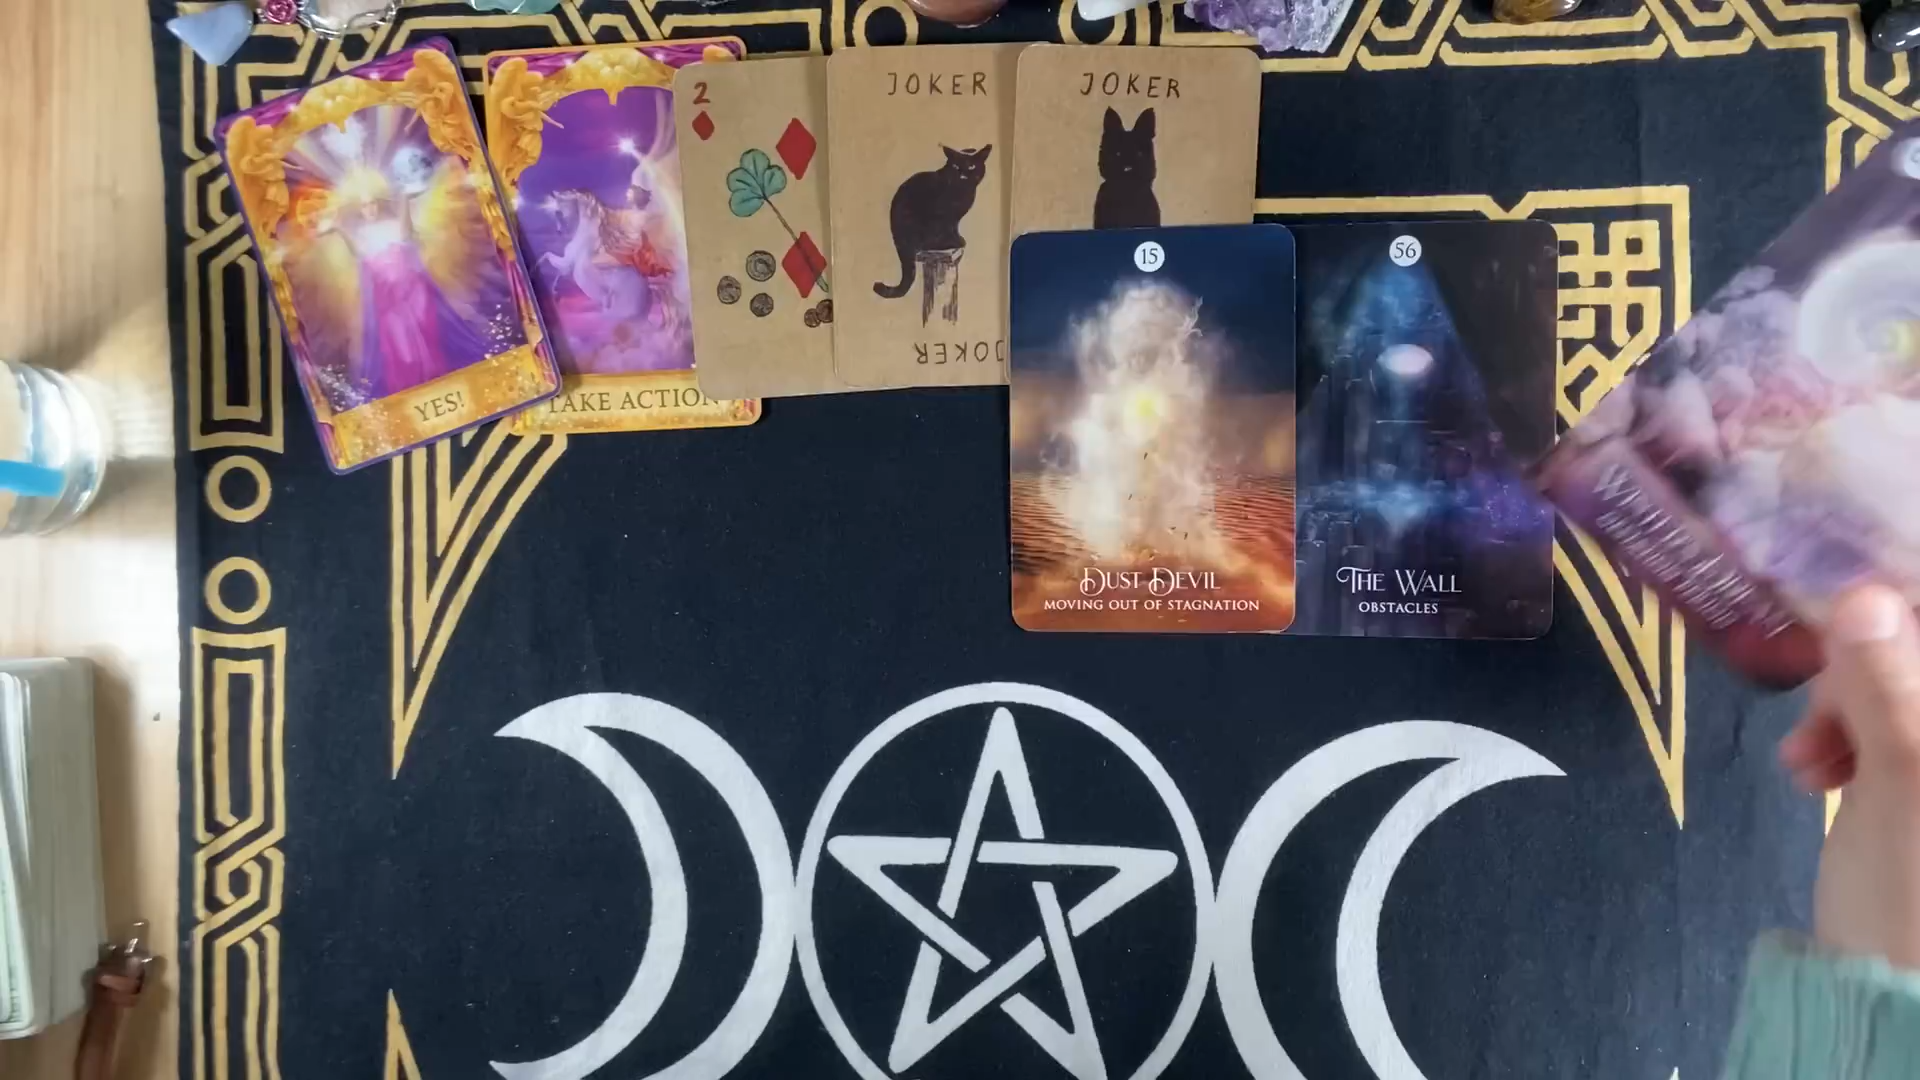 YES!
TAKE ACTION
2
JOKER
JOKER
JOKER
15
DUST DEVIL
MOVING OUT OF STAGNATION
56
THE WALL
OBSTACLES